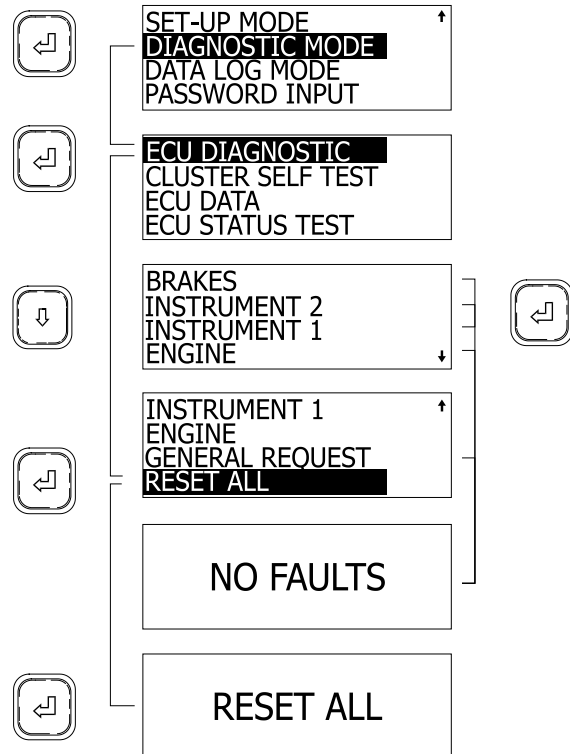 SET-UP MODE
DIAGNOSTIC MODE
DATA LOG MODE
PASSWORD INPUT
ECU DIAGNOSTIC
CLUSTER SELF TEST
ECU DATA
ECU STATUS TEST
BRAKES
INSTRUMENT 2
INSTRUMENT 1
ENGINE
INSTRUMENT 1
ENGINE
GENERAL REQUEST
RESET ALL
NO FAULTS
RESET ALL